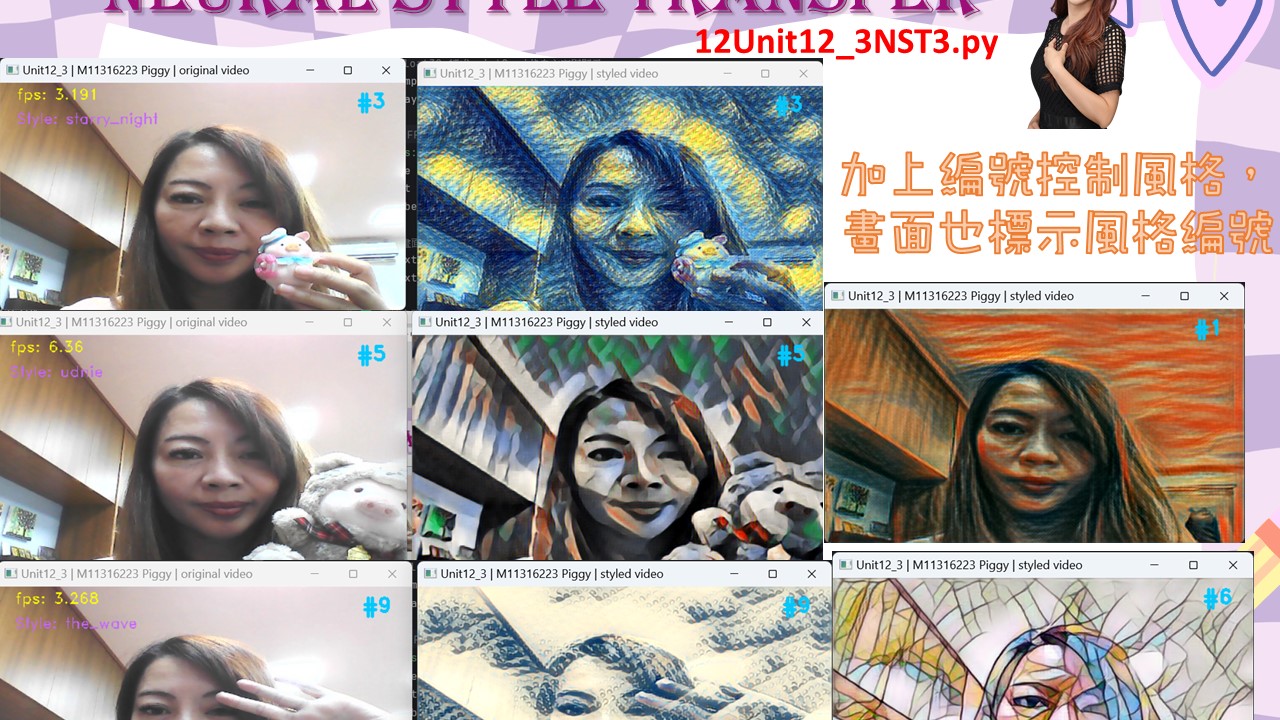 NEURAL STYLE TRANSFER
12Unit12_3NST3.py
Unit12_3 | M11316223 Piggy | original video
fps: 3.191
Style: starry_night
#3
Unit12_3 | M11316223 Piggy | styled video
#3
加上編號控制風格，
畫面也標示風格編號
Unit12_3 | M11316223 Piggy | styled video
#1
Unit12_3 | M11316223 Piggy | original video
fps: 6.36
Style: udnie
#5
Unit12_3 | M11316223 Piggy | styled video
#5
Unit12_3 | M11316223 Piggy | original video
fps: 3.268
Style: the_wave
#9
Unit12_3 | M11316223 Piggy | styled video
#9
Unit12_3 | M11316223 Piggy | styled video
#6